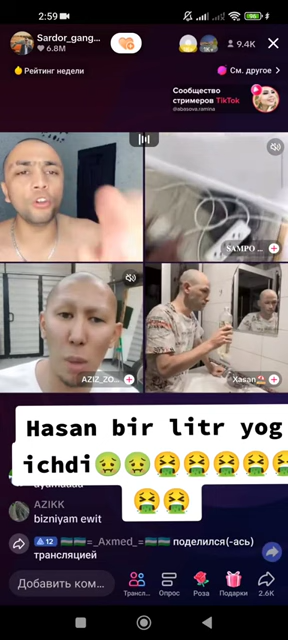 2:59
Sardor_gang...
6.8M
9.4K
Рейтинг недели
См. другое >
Сообщество
стримеров TikTok
@abasova.ramina
SAMPO ...
AZIZ_ZO...
Xasan
Hasan bir litr yog
ichdi🤢🤢🤮🤮🤮🤮🤮
🤮🤮
AZIKK
bizniyam ewit
12 =_Axmed_= поделился(-ась)
трансляцией
Добавить ком...
Трансл...
Опрос
Роза
Подарки
2.6K